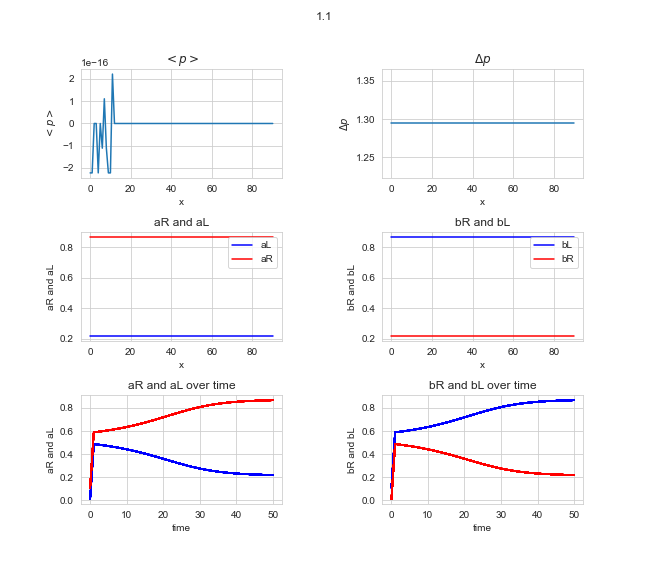 1.1
< p >
Δp
1e−16
2
1
0
−1
−2
< p >
0 20 40 60 80
x
1.35
1.30
1.25
Δp
0 20 40 60 80
x
aR and aL
bR and bL
0.8
0.6
0.4
0.2
aR and aL
aL
aR
0 20 40 60 80
x
0.8
0.6
0.4
0.2
bR and bL
bL
bR
0 20 40 60 80
x
aR and aL over time
bR and bL over time
0.8
0.6
0.4
0.2
0.0
aR and aL
0 10 20 30 40 50
time
0.8
0.6
0.4
0.2
0.0
bR and bL
0 10 20 30 40 50
time